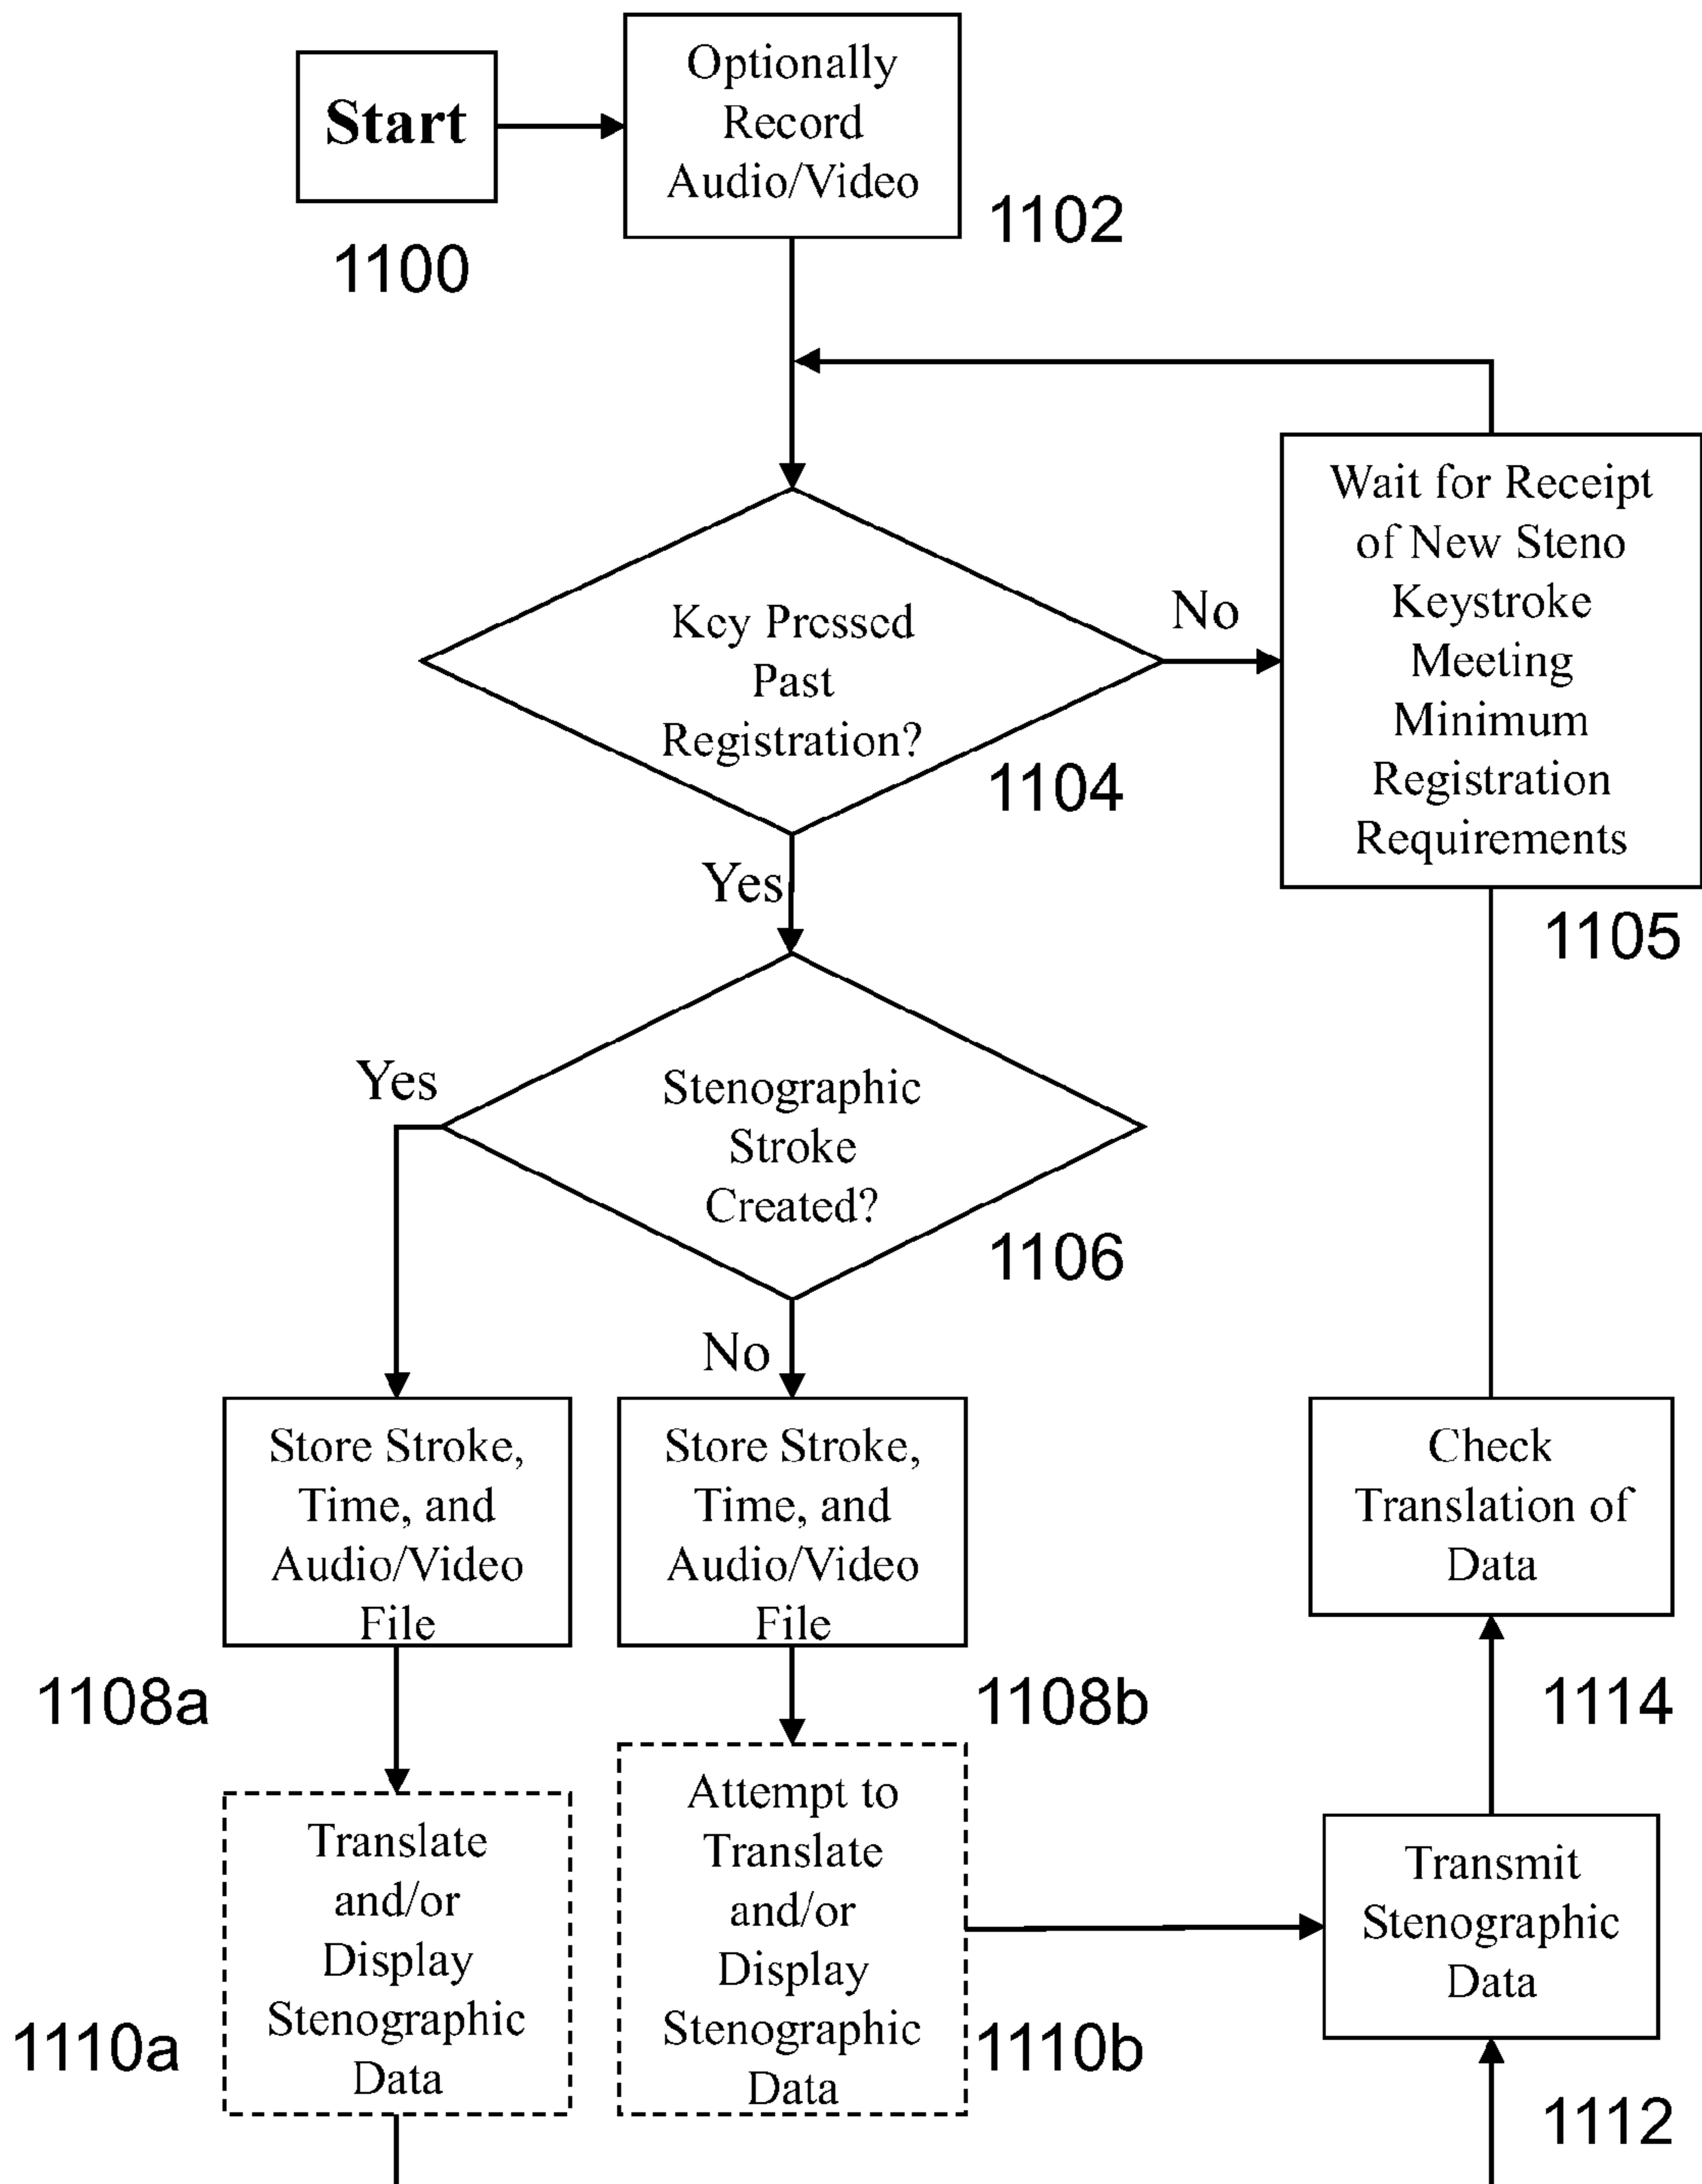 Start
1100
Optionally
Record
Audio/Video
1102
Key Pressed
Past
Registration?
1104
No
Wait for Receipt
of New Steno
Keystroke
Meeting
Minimum
Registration
Requirements
1105
Yes
Stenographic
Stroke
Created?
1106
Yes
No
Store Stroke,
Time, and
Audio/Video
File
1108a
Store Stroke,
Time, and
Audio/Video
File
1108b
Check
Translation of
Data
1114
Translate
and/or
Display
Stenographic
Data
1110a
Attempt to
Translate
and/or
Display
Stenographic
Data
1110b
Transmit
Stenographic
Data
1112